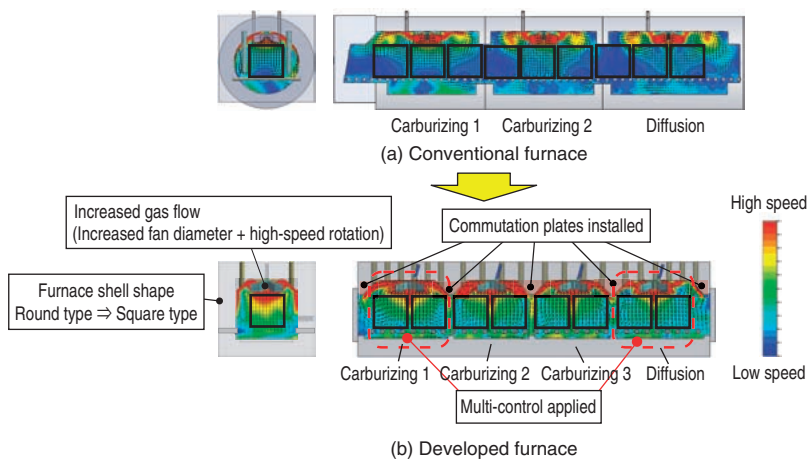 Carburizing 1
Carburizing 2
Diffusion
(a) Conventional furnace
Increased gas flow
(Increased fan diameter + high-speed rotation)
Commutation plates installed
High speed
Furnace shell shape
Round type ⇒ Square type
Low speed
Carburizing 1
Carburizing 2
Carburizing 3
Diffusion
Multi-control applied
(b) Developed furnace